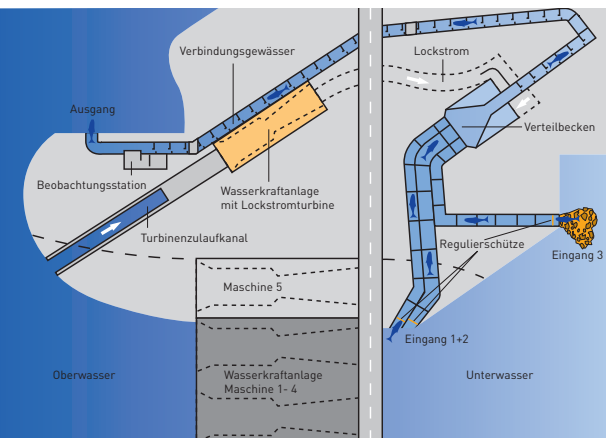 Verbindungsgewässer
Lockstrom
Ausgang
Verteilbecken
Beobachtungsstation
Wasserkraftanlage
mit Lockstromturbine
Turbinenzulaufkanal
Regulierschütze
Eingang 3
Maschine 5
Eingang 1+2
Oberwasser
Wasserkraftanlage
Maschine 1- 4
Unterwasser